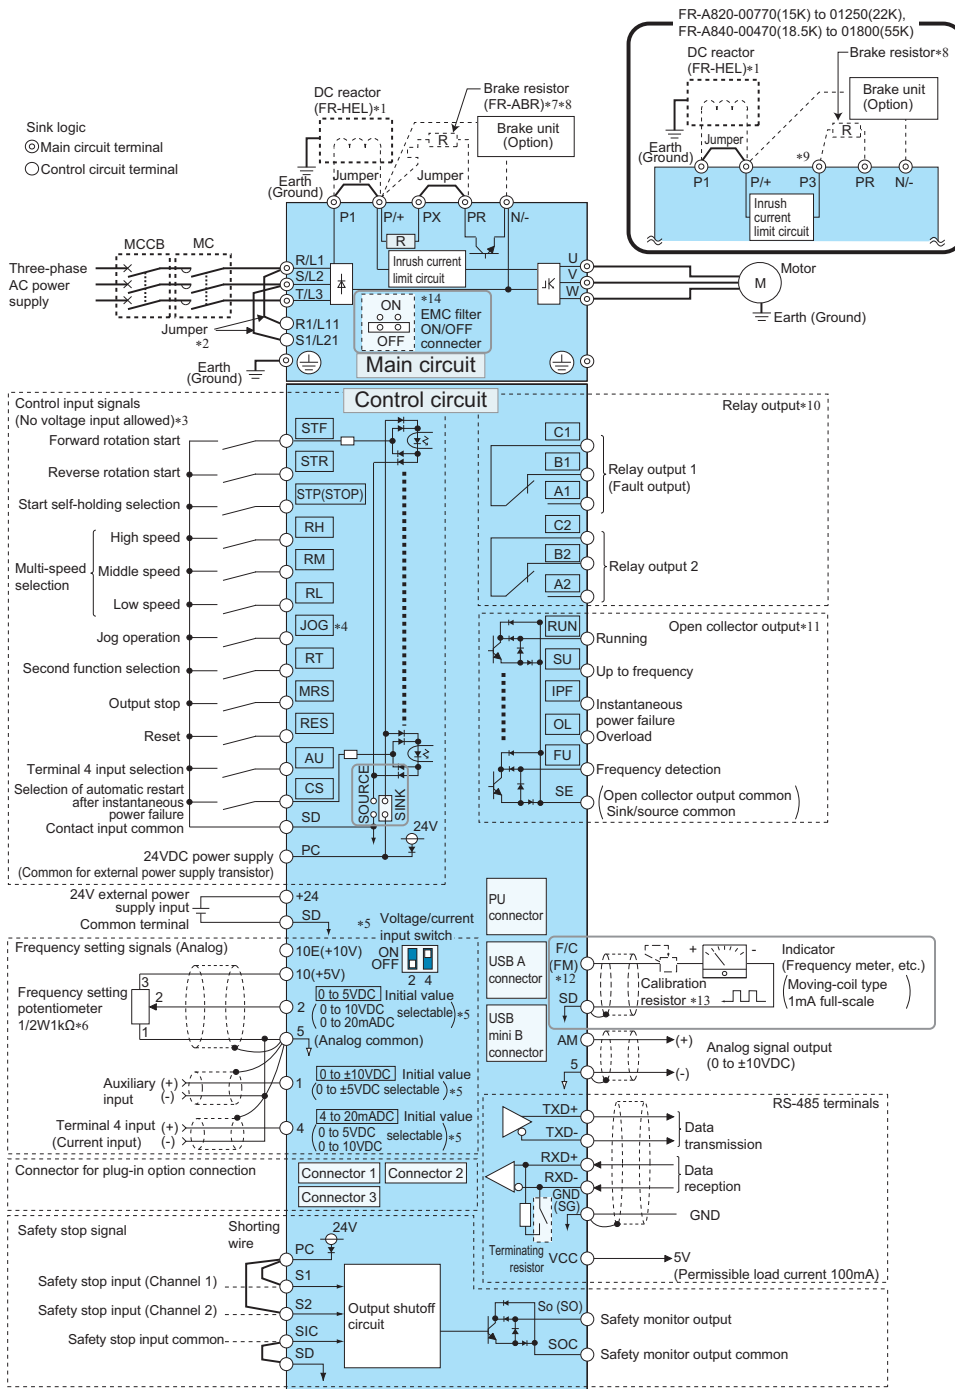 FR-A820-00770(15K) to 01250(22K),
FR-A840-00470(18.5K) to 01800(55K)
DC reactor
(FR-HEL)*1
Brake resistor*8
Brake unit
(Option)
R
Earth
(Ground)
Jumper
*9
P1
P/+
P3
PR
N/-
Inrush
current
limit circuit
Sink logic
Main circuit terminal
Control circuit terminal
DC reactor
(FR-HEL)*1
Brake resistor
(FR-ABR)*7*8
Brake unit
(Option)
R
Earth
(Ground)
Jumper
Jumper
P1
P/+
PX
PR
N/-
R
Inrush current
limit circuit
MCCB
MC
Three-phase
AC power
supply
R/L1
S/L2
T/L3
R1/L11
S1/L21
Jumper
*2
Earth
(Ground)
ON
OFF
*14
EMC filter
ON/OFF
connecter
U
V
W
Motor
M
Earth (Ground)
Main circuit
Control circuit
Control input signals
(No voltage input allowed)*3
Forward rotation start
STF
Reverse rotation start
STR
Start self-holding selection
STP(STOP)
Multi-speed
selection
High speed
RH
Middle speed
RM
Low speed
RL
Jog operation
JOG *4
Second function selection
RT
Output stop
MRS
Reset
RES
Terminal 4 input selection
AU
Selection of automatic restart
after instantaneous
power failure
CS
Contact input common
SD
SOURCE
SINK
24V
24VDC power supply
(Common for external power supply transistor)
PC
Relay output*10
C1
B1
A1
Relay output 1
(Fault output)
C2
B2
A2
Relay output 2
Open collector output*11
RUN
Running
SU
Up to frequency
IPF
Instantaneous
power failure
OL
Overload
FU
Frequency detection
SE
Open collector output common
Sink/source common
24V external power
supply input
Common terminal
+24
SD
Frequency setting signals (Analog)
*5
Voltage/current
input switch
ON
OFF
2 4
10E(+10V)
10(+5V)
Frequency setting
potentiometer
1/2W1kΩ*6
3
2
1
2
0 to 5VDC Initial value
0 to 10VDC
0 to 20mADC
selectable
*5
5
(Analog common)
Auxiliary
input
(+)
(-)
1
0 to ±10VDC Initial value
(0 to ±5VDC selectable) *5
Terminal 4 input
(Current input)
(+)
(-)
4
4 to 20mADC Initial value
0 to 5VDC
0 to 10VDC
selectable
*5
Connector for plug-in option connection
Connector 1
Connector 2
Connector 3
PU
connector
USB A
connector
USB
mini B
connector
F/C
(FM)
*12
SD
Calibration
resistor *13
+
-
Indicator
(Frequency meter, etc.)
Moving-coil type
1mA full-scale
AM
5
(+)
(-)
Analog signal output
(0 to ±10VDC)
RS-485 terminals
TXD+
TXD-
Data
transmission
RXD+
RXD-
Data
reception
GND
(SG)
GND
Terminating
resistor
VCC
5V
(Permissible load current 100mA)
Safety stop signal
Shorting
wire
24V
PC
Safety stop input (Channel 1)
S1
Safety stop input (Channel 2)
S2
Safety stop input common
SIC
SD
Output shutoff
circuit
So (SO)
Safety monitor output
SOC
Safety monitor output common